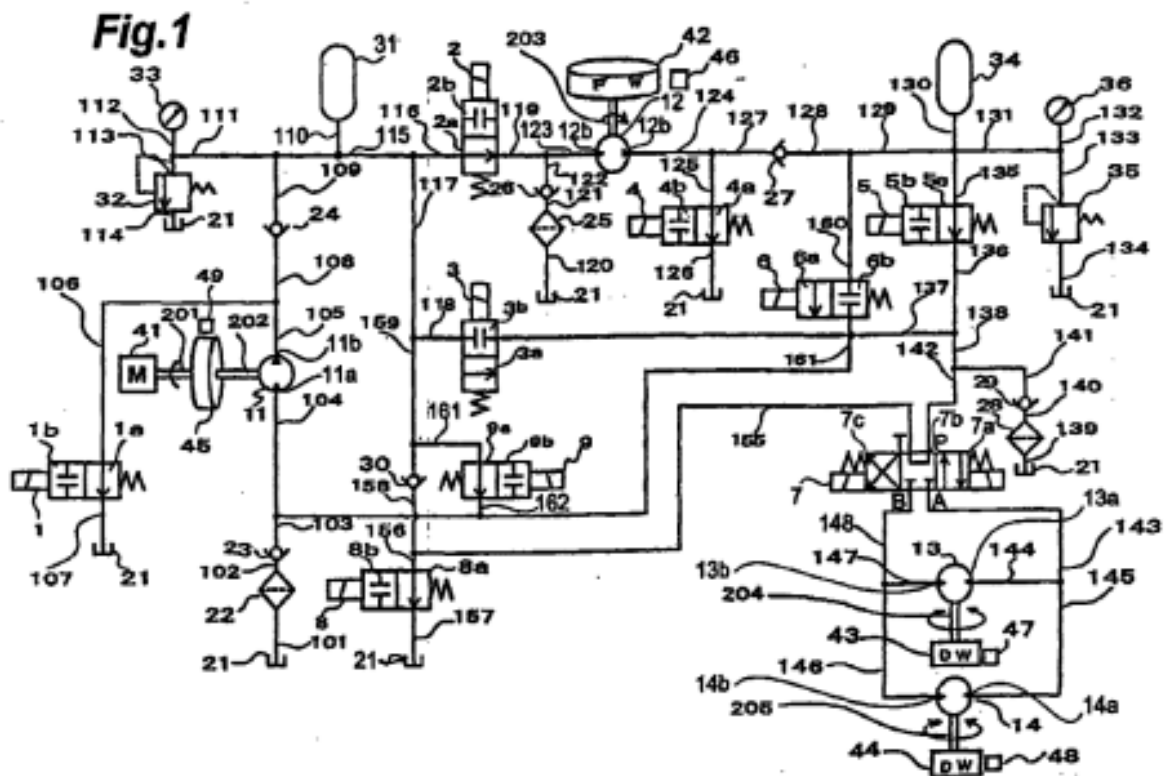 Fig.1
203 42
31 2 46 34
33 2b F W 36
112 12 124 130 132
113 111 110 115 116 2a 119 123 12b 12b 127 128 129 131 133
109 122 125 135
32 26 121 4 4b 4a 27 5 5b 5a 35
114 21 24 117 25 160
108 120 126 136 134
106 49 3 21 21 6 6a 6b 137 21
105 118 3b 138
41 201 202 11b 159 161 142 141
M 11a 3a 29 140
11 104 161 155 7b 28
1b 1a 45 9a 9b 9 7c T P 7a 139
30 7 21
158 162 B A
1 103 156 148 13a
107 23 8b 8a 13 143
21 102 147 144
22 13b 145
8 157 204
101 43 D W 47
21 21 146
14b 14a
205 14
44 D W 48